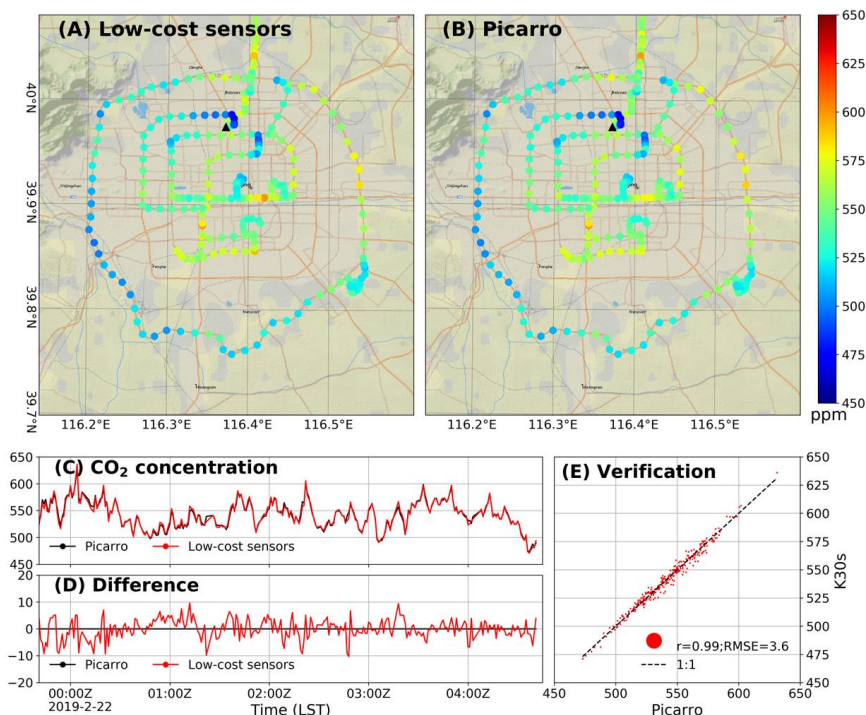 (A) Low-cost sensors
(B) Picarro
40°N
39.9°N
39.8°N
39.7°N
116.2°E
116.3°E
116.4°E
116.5°E
116.2°E
116.3°E
116.4°E
116.5°E
650
625
600
575
550
525
500
475
450
ppm
(C) CO₂ concentration
650
600
550
500
450
Picarro
Low-cost sensors
(D) Difference
20
10
0
−10
−20
Picarro
Low-cost sensors
00:00Z
01:00Z
02:00Z
03:00Z
04:00Z
2019-2-22
Time (LST)
(E) Verification
r=0.99;RMSE=3.6
1:1
650
625
600
575
550
525
500
475
450
K30s
450
500
550
600
650
Picarro